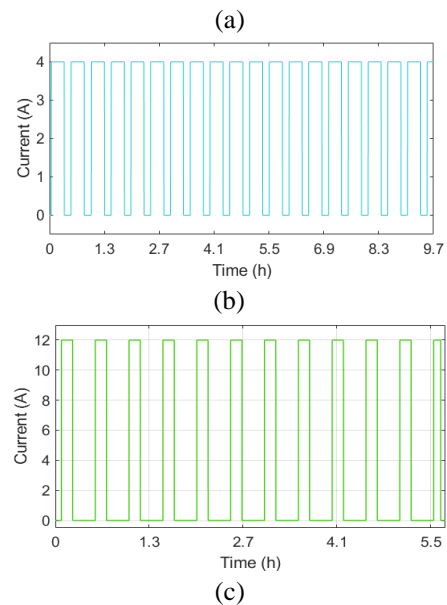 (a)
4
3
2
1
0
Current (A)
0 1.3 2.7 4.1 5.5 6.9 8.3 9.7
Time (h)
(b)
12
10
8
6
4
2
0
Current (A)
0 1.3 2.7 4.1 5.5
Time (h)
(c)